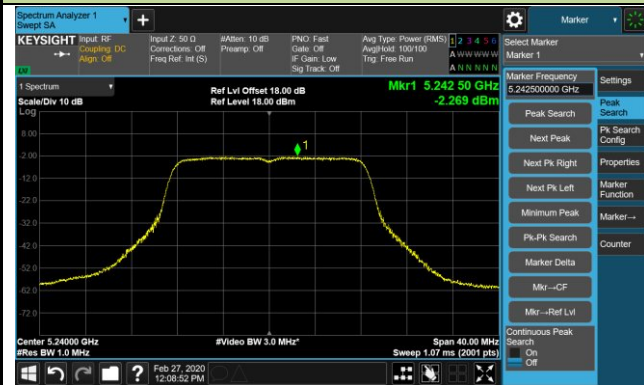 Spectrum Analyzer 1
Swept SA
Marker
KEYSIGHT
Input: RF
Coupling: DC
Align: Off
Input Z: 50 Ω
Corrections: Off
Freq Ref: Int (S)
#Atten: 10 dB
Preamp: Off
PNO: Fast
Gate: Off
IF Gain: Low
Sig Track: Off
Avg Type: Power (RMS)
Avg|Hold: 100/100
Trig: Free Run
1 2 3 4 5 6
A W W W W W
A N N N N N
Select Marker
Marker 1
1 Spectrum
Scale/Div 10 dB
Log
Ref Lvl Offset 18.00 dB
Ref Level 18.00 dBm
Mkr1 5.242 50 GHz
-2.269 dBm
8.00
-2.00
-12.0
-22.0
-32.0
-42.0
-52.0
-62.0
-72.0
1
Center 5.24000 GHz
#Res BW 1.0 MHz
#Video BW 3.0 MHz*
Span 40.00 MHz
Sweep 1.07 ms (2001 pts)
Marker Frequency
5.242500000 GHz
Peak Search
Next Peak
Next Pk Right
Next Pk Left
Minimum Peak
Pk-Pk Search
Marker Delta
Mkr→CF
Mkr→Ref Lvl
Continuous Peak
Search
On
Off
Settings
Peak
Search
Pk Search
Config
Properties
Marker
Function
Marker→
Counter
?
Feb 27, 2020
12:08:52 PM